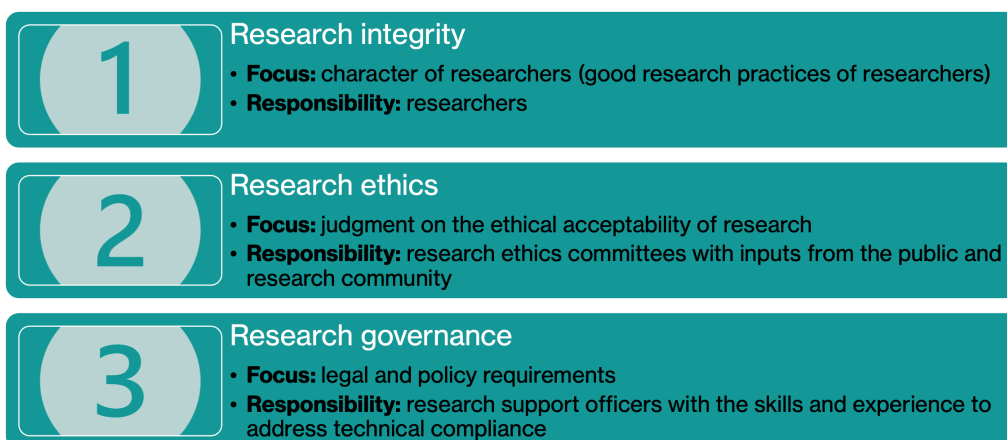 1
Research integrity
• Focus: character of researchers (good research practices of researchers)
• Responsibility: researchers
2
Research ethics
• Focus: judgment on the ethical acceptability of research
• Responsibility: research ethics committees with inputs from the public and
research community
3
Research governance
• Focus: legal and policy requirements
• Responsibility: research support officers with the skills and experience to
address technical compliance